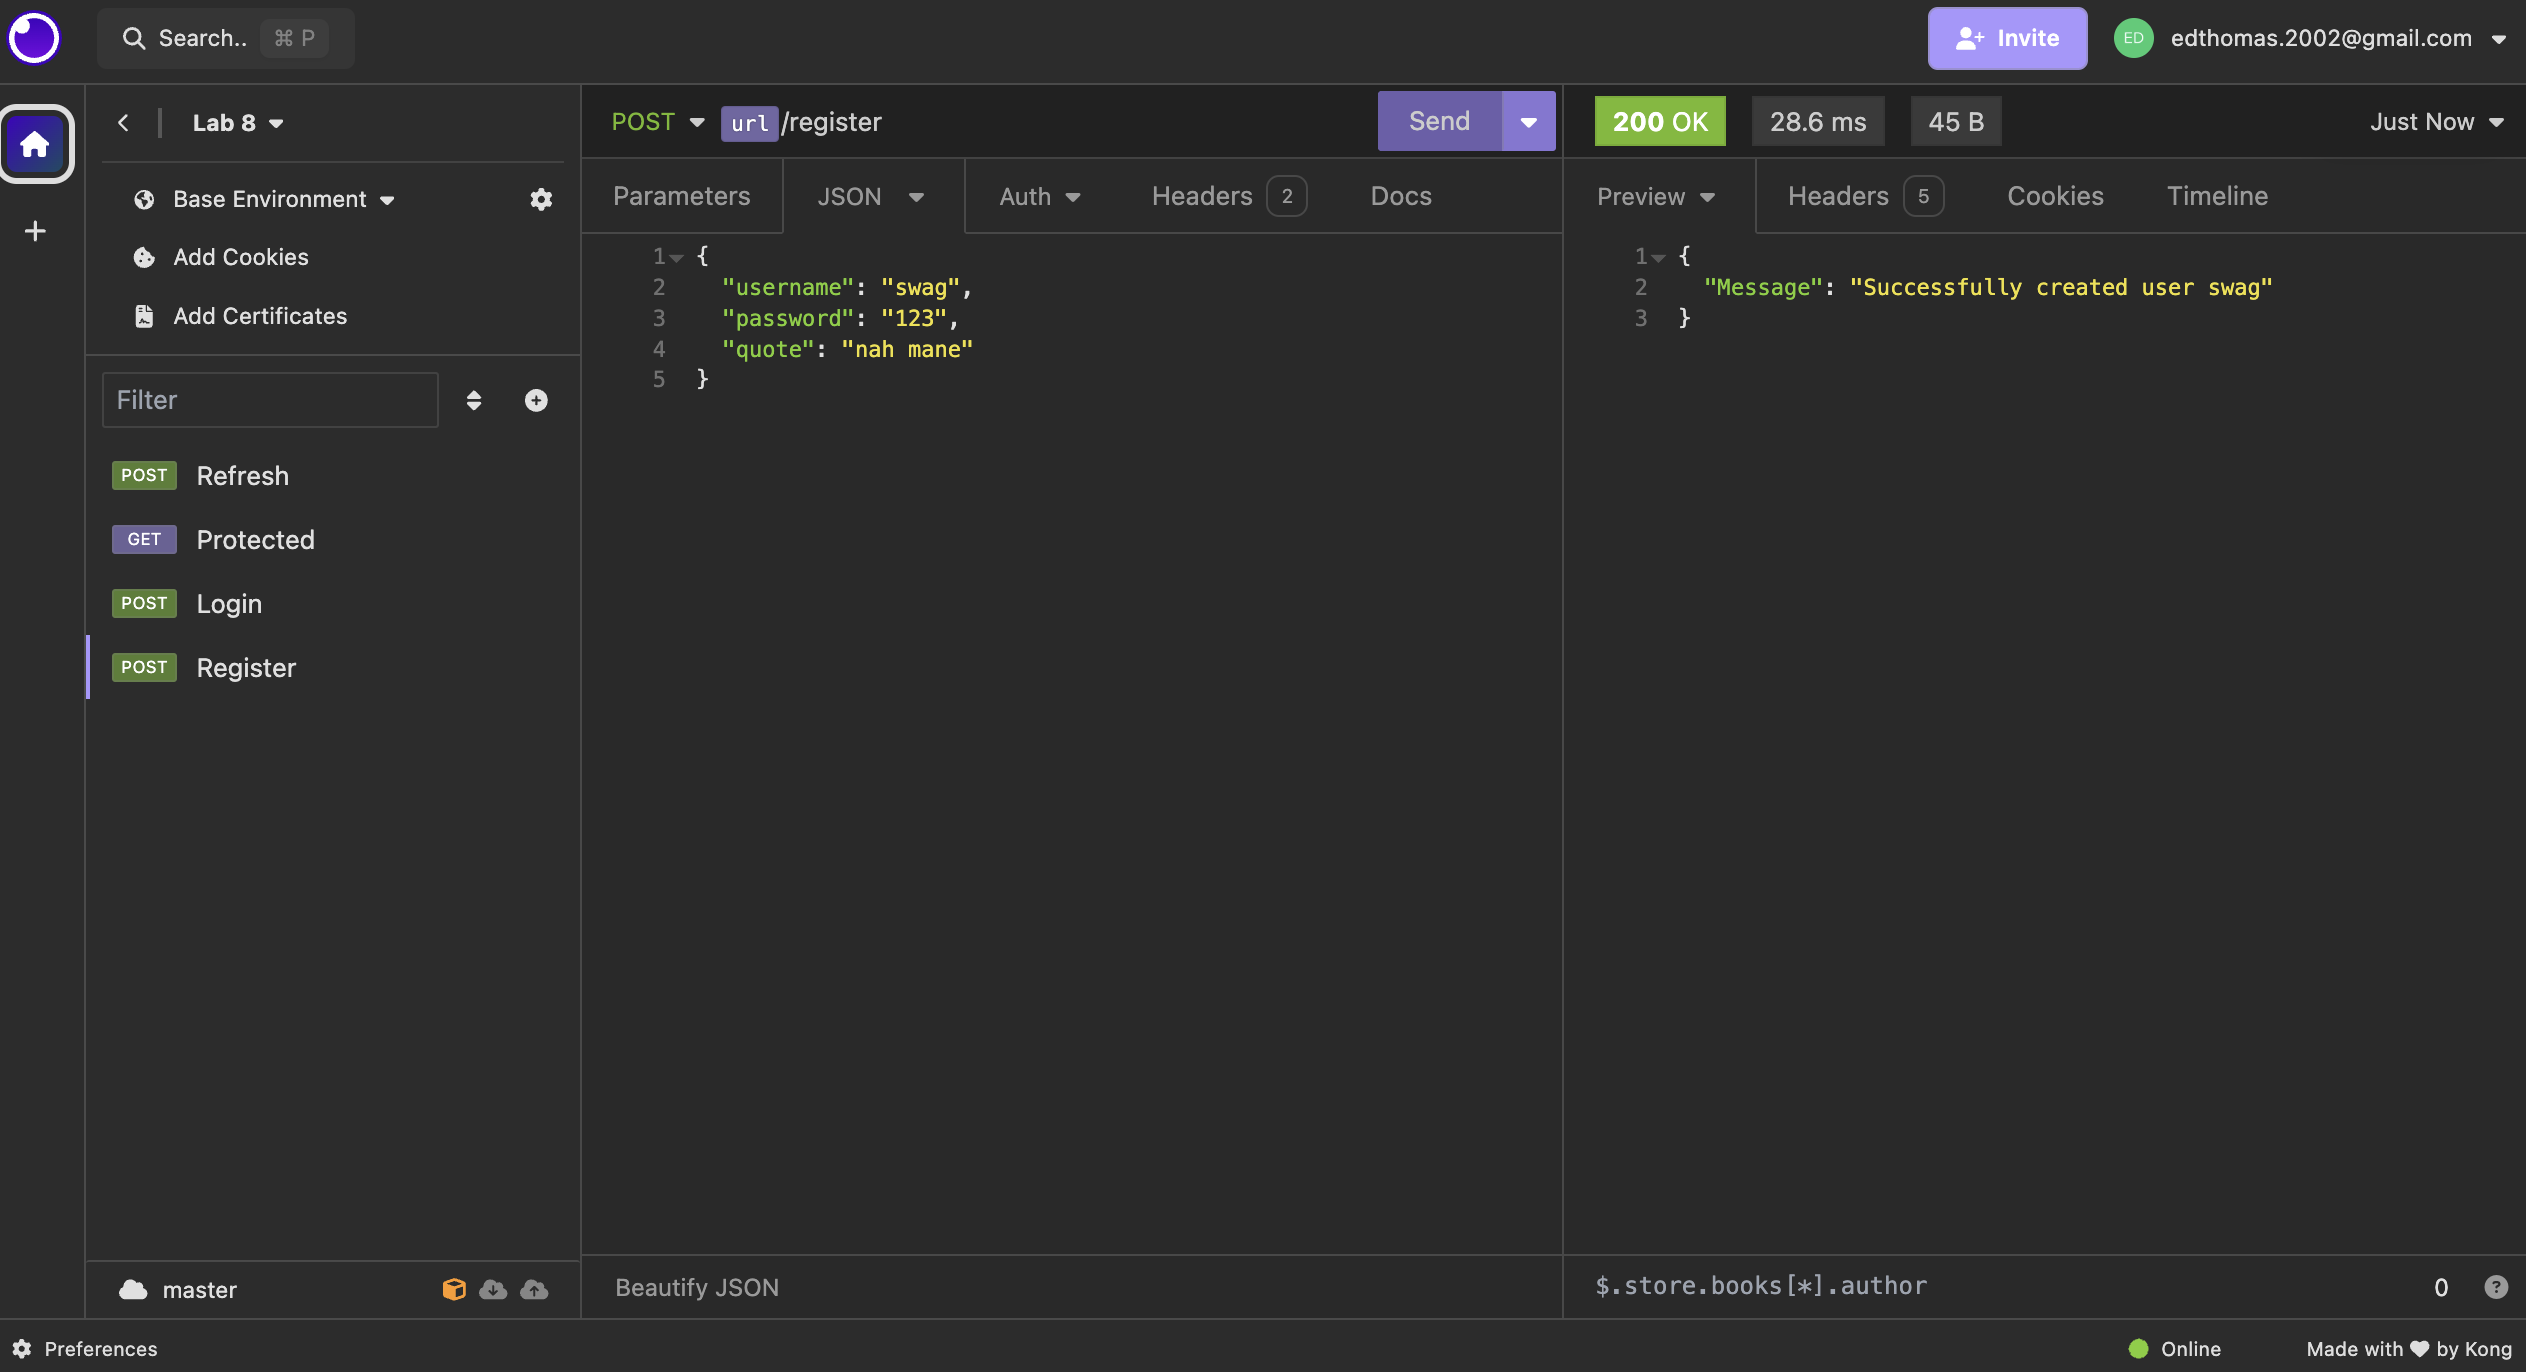 Search.. ⌘ P
Invite
ED edthomas.2002@gmail.com
Lab 8
Base Environment
Add Cookies
Add Certificates
Filter
POST Refresh
GET Protected
POST Login
POST Register
master
POST url/register Send
Parameters JSON Auth Headers 2 Docs
1 {
2 "username": "swag",
3 "password": "123",
4 "quote": "nah mane"
5 }
Beautify JSON
200 OK 28.6 ms 45 B Just Now
Preview Headers 5 Cookies Timeline
1 {
2 "Message": "Successfully created user swag"
3 }
$.store.books[*].author 0 ?
Preferences
Online Made with ♥ by Kong